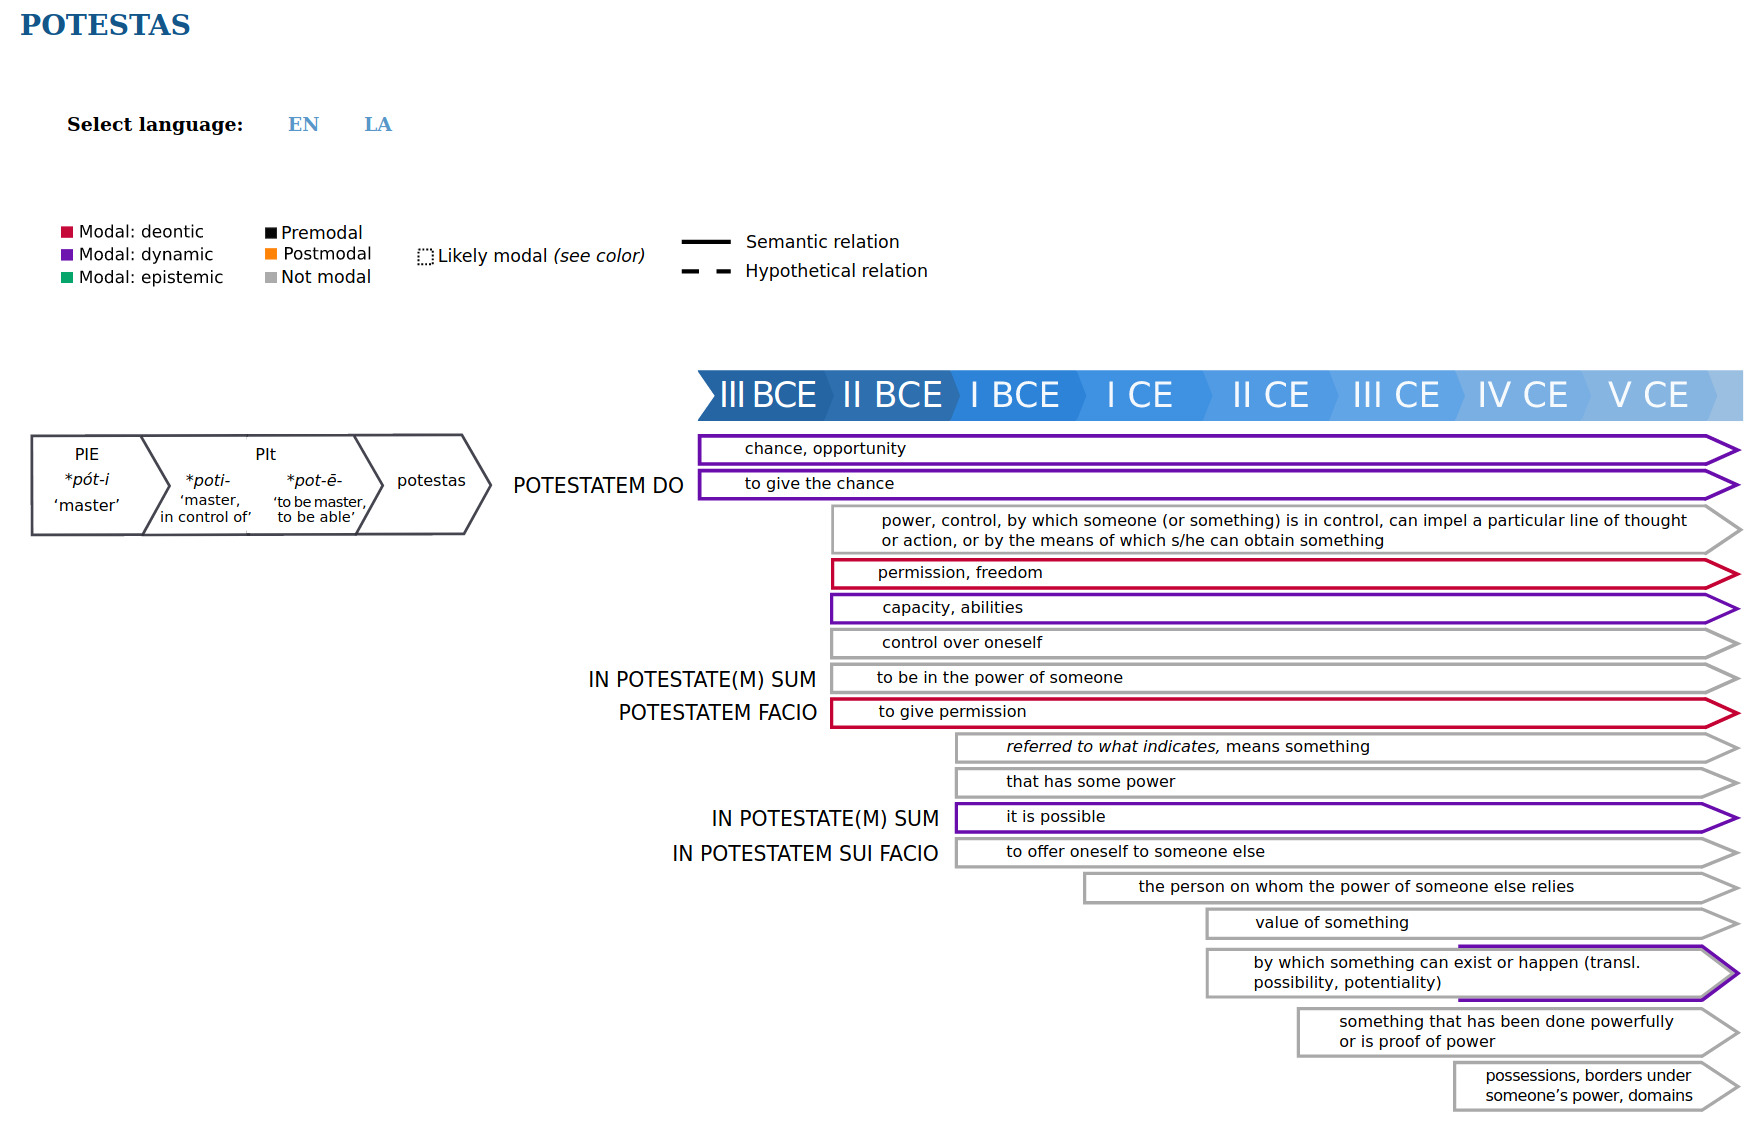 POTESTAS
Select language: EN LA
Modal: deontic
Modal: dynamic
Modal: epistemic
Premodal
Postmodal
Not modal
Likely modal (see color)
Semantic relation
Hypothetical relation
III BCE II BCE I BCE I CE II CE III CE IV CE V CE
PIE
*pót-i
‘master’
PIt
*poti-
‘master,
in control of’
*pot-ē-
‘to be master,
to be able’
potestas
chance, opportunity
POTESTATEM DO
to give the chance
power, control, by which someone (or something) is in control, can impel a particular line of thought
or action, or by the means of which s/he can obtain something
permission, freedom
capacity, abilities
control over oneself
IN POTESTATE(M) SUM
to be in the power of someone
POTESTATEM FACIO
to give permission
referred to what indicates, means something
that has some power
IN POTESTATE(M) SUM
it is possible
IN POTESTATEM SUI FACIO
to offer oneself to someone else
the person on whom the power of someone else relies
value of something
by which something can exist or happen (transl.
possibility, potentiality)
something that has been done powerfully
or is proof of power
possessions, borders under
someone’s power, domains